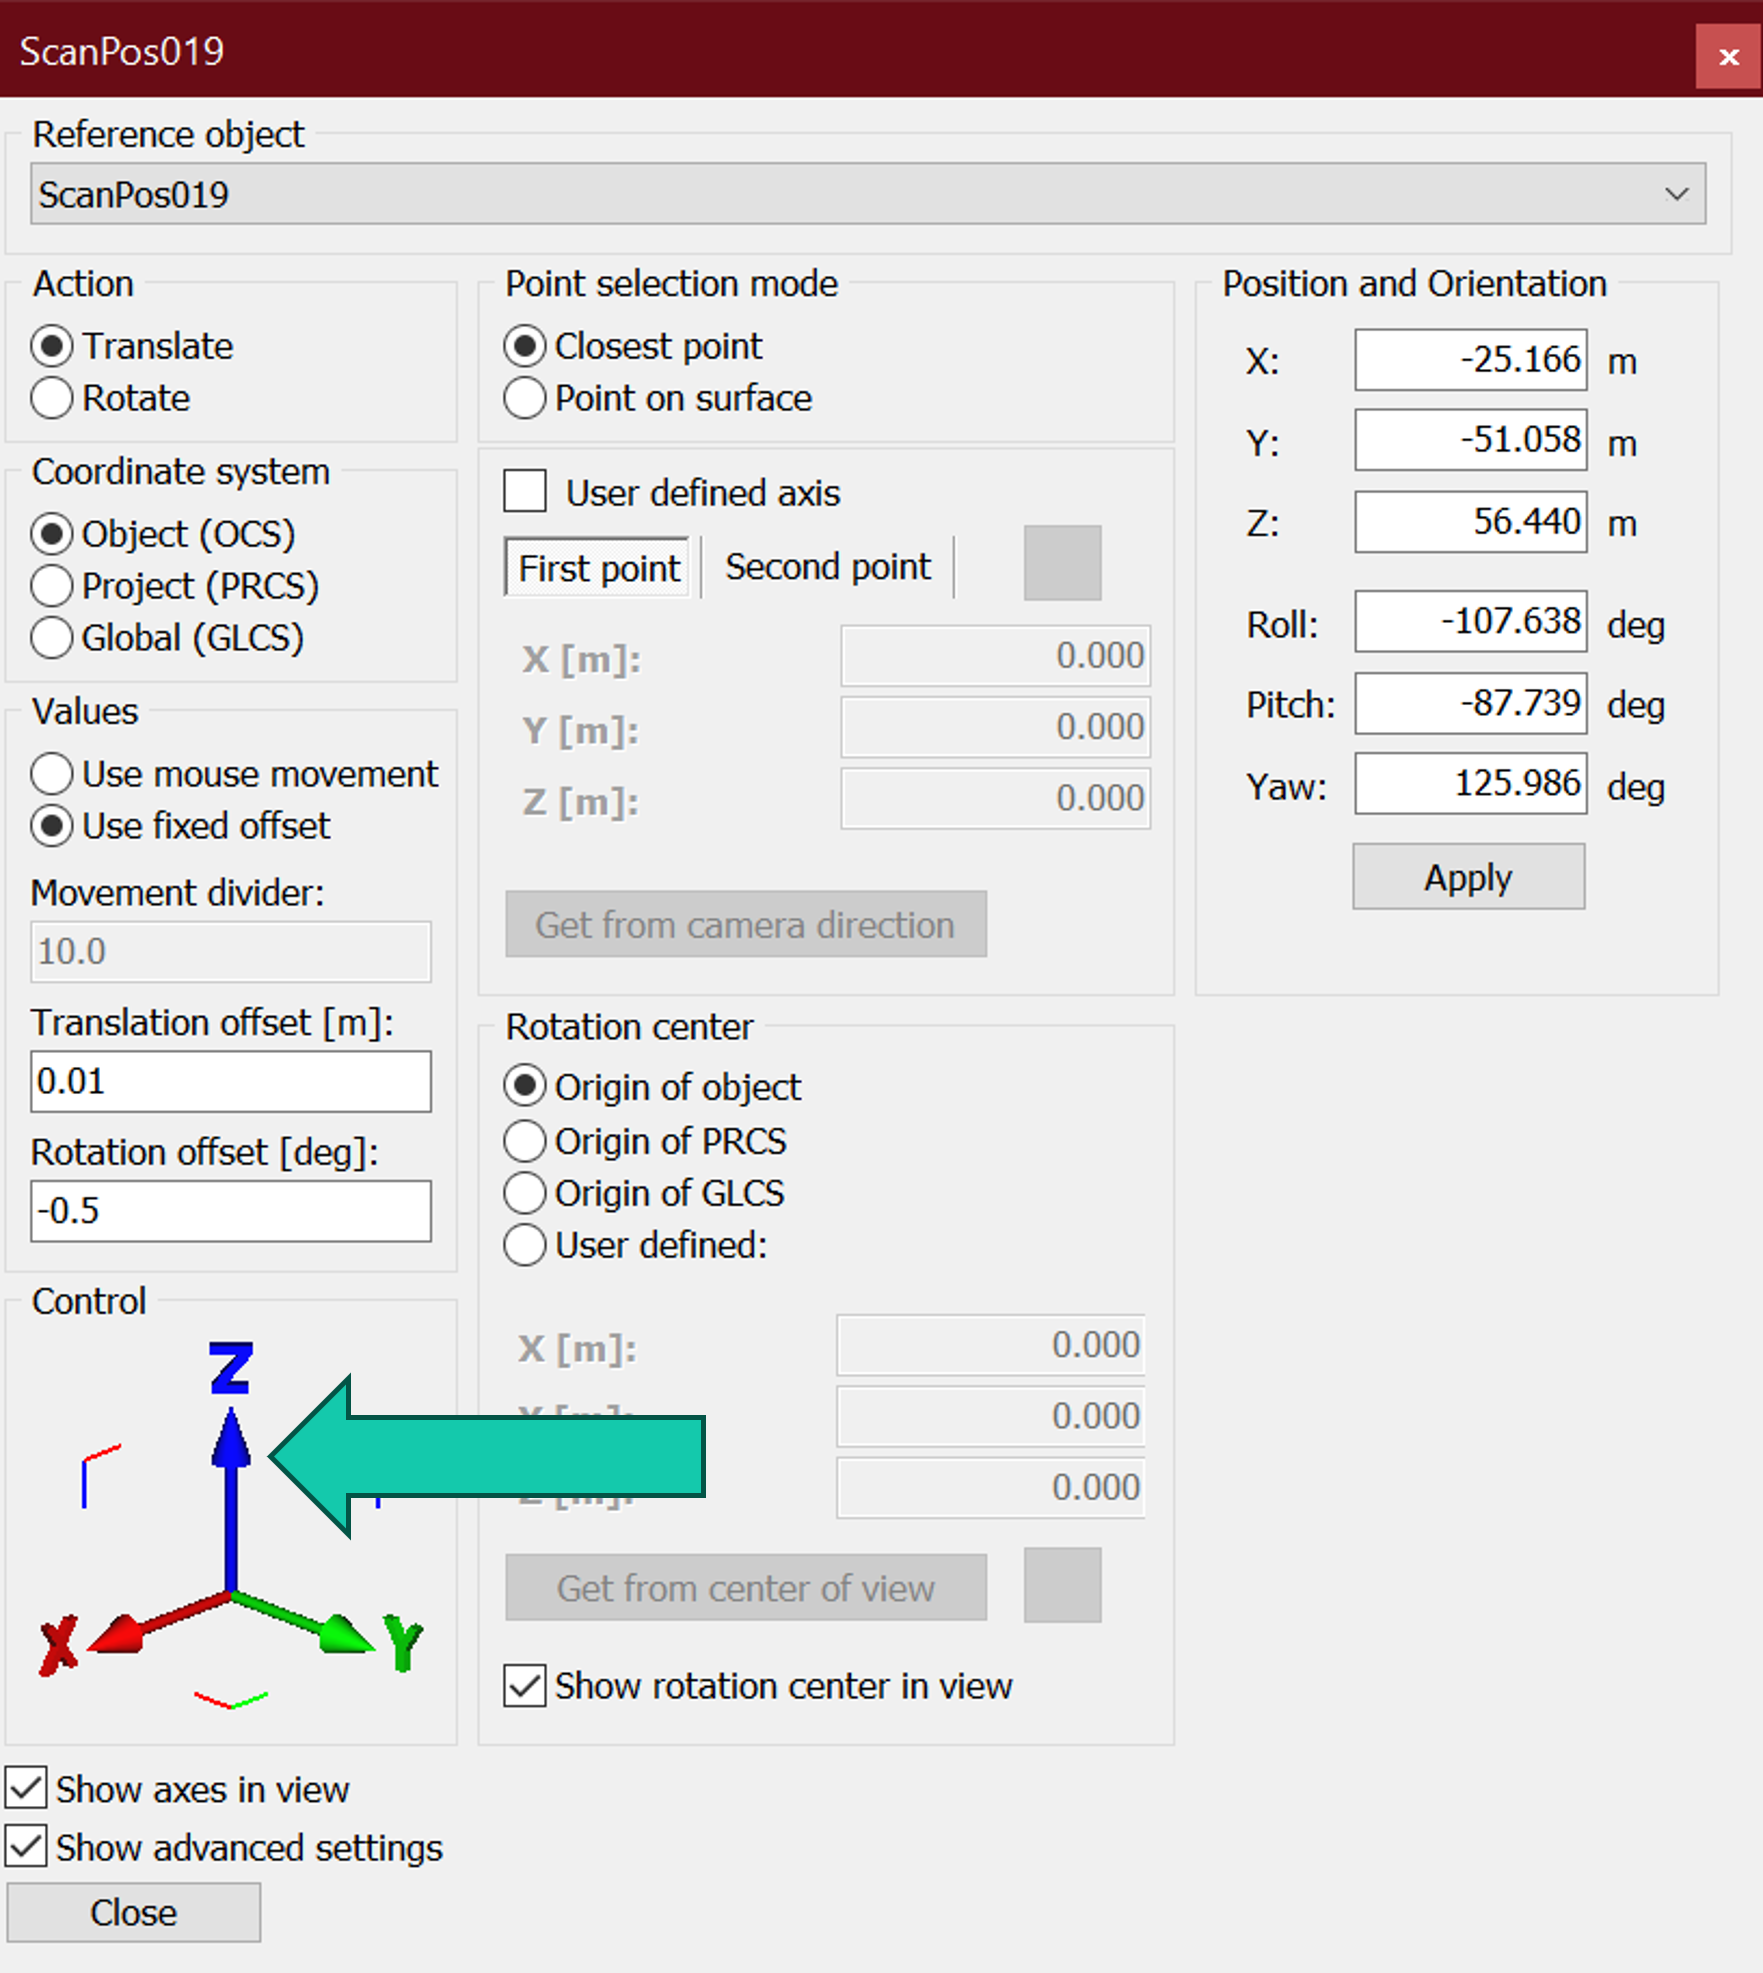 ScanPos019
Reference object
ScanPos019
Action
Translate
Rotate
Coordinate system
Object (OCS)
Project (PRCS)
Global (GLCS)
Values
Use mouse movement
Use fixed offset
Movement divider:
10.0
Translation offset [m]:
0.01
Rotation offset [deg]:
-0.5
Control
Z
X
Y
Point selection mode
Closest point
Point on surface
User defined axis
First point
Second point
X [m]: 0.000
Y [m]: 0.000
Z [m]: 0.000
Get from camera direction
Rotation center
Origin of object
Origin of PRCS
Origin of GLCS
User defined:
X [m]: 0.000
Y [m]: 0.000
Z [m]: 0.000
Get from center of view
Show rotation center in view
Position and Orientation
X: -25.166 m
Y: -51.058 m
Z: 56.440 m
Roll: -107.638 deg
Pitch: -87.739 deg
Yaw: 125.986 deg
Apply
Show axes in view
Show advanced settings
Close